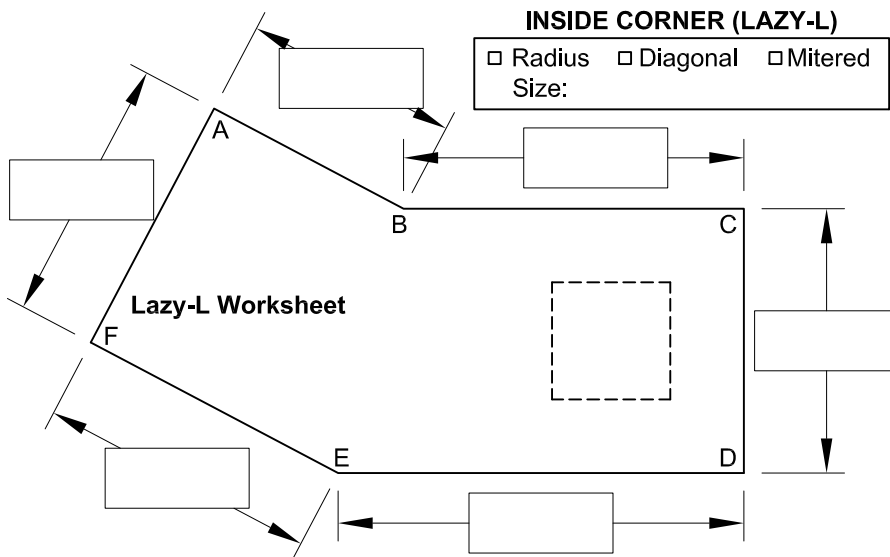 INSIDE CORNER (LAZY-L)
Radius Diagonal Mitered
Size:
A
B
C
Lazy-L Worksheet
F
E
D